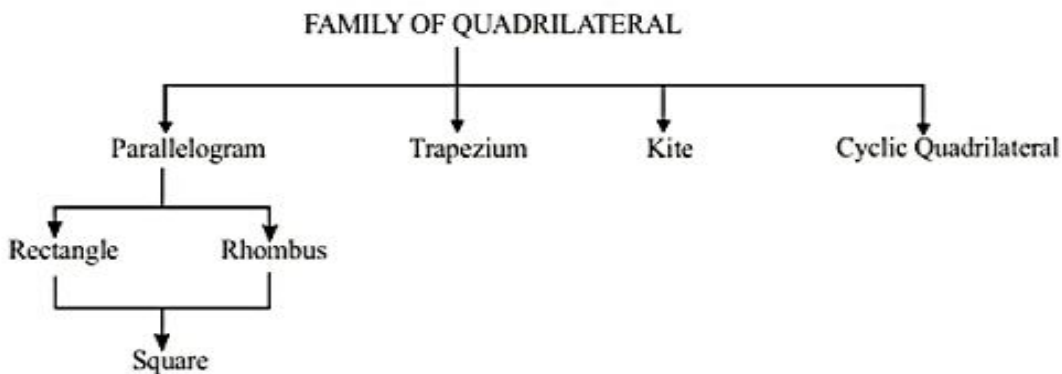 FAMILY OF QUADRILATERAL
Parallelogram Trapezium Kite Cyclic Quadrilateral
Rectangle Rhombus
Square